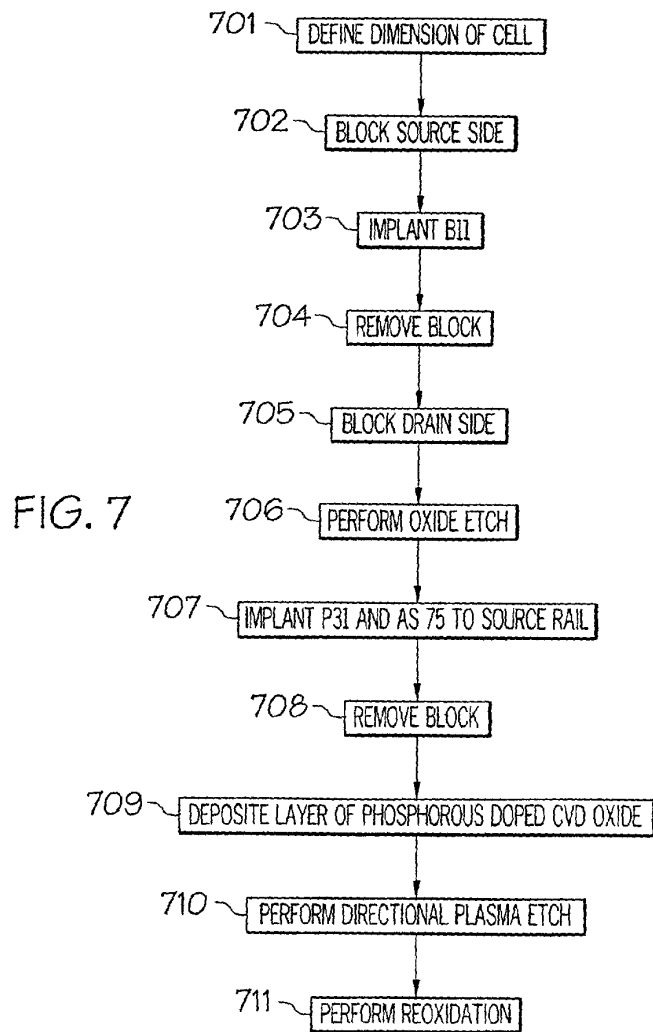 701 DEFINE DIMENSION OF CELL
702 BLOCK SOURCE SIDE
703 IMPLANT B11
704 REMOVE BLOCK
705 BLOCK DRAIN SIDE
FIG. 7
706 PERFORM OXIDE ETCH
707 IMPLANT P31 AND AS 75 TO SOURCE RAIL
708 REMOVE BLOCK
709 DEPOSITE LAYER OF PHOSPHOROUS DOPED CVD OXIDE
710 PERFORM DIRECTIONAL PLASMA ETCH
711 PERFORM REOXIDATION